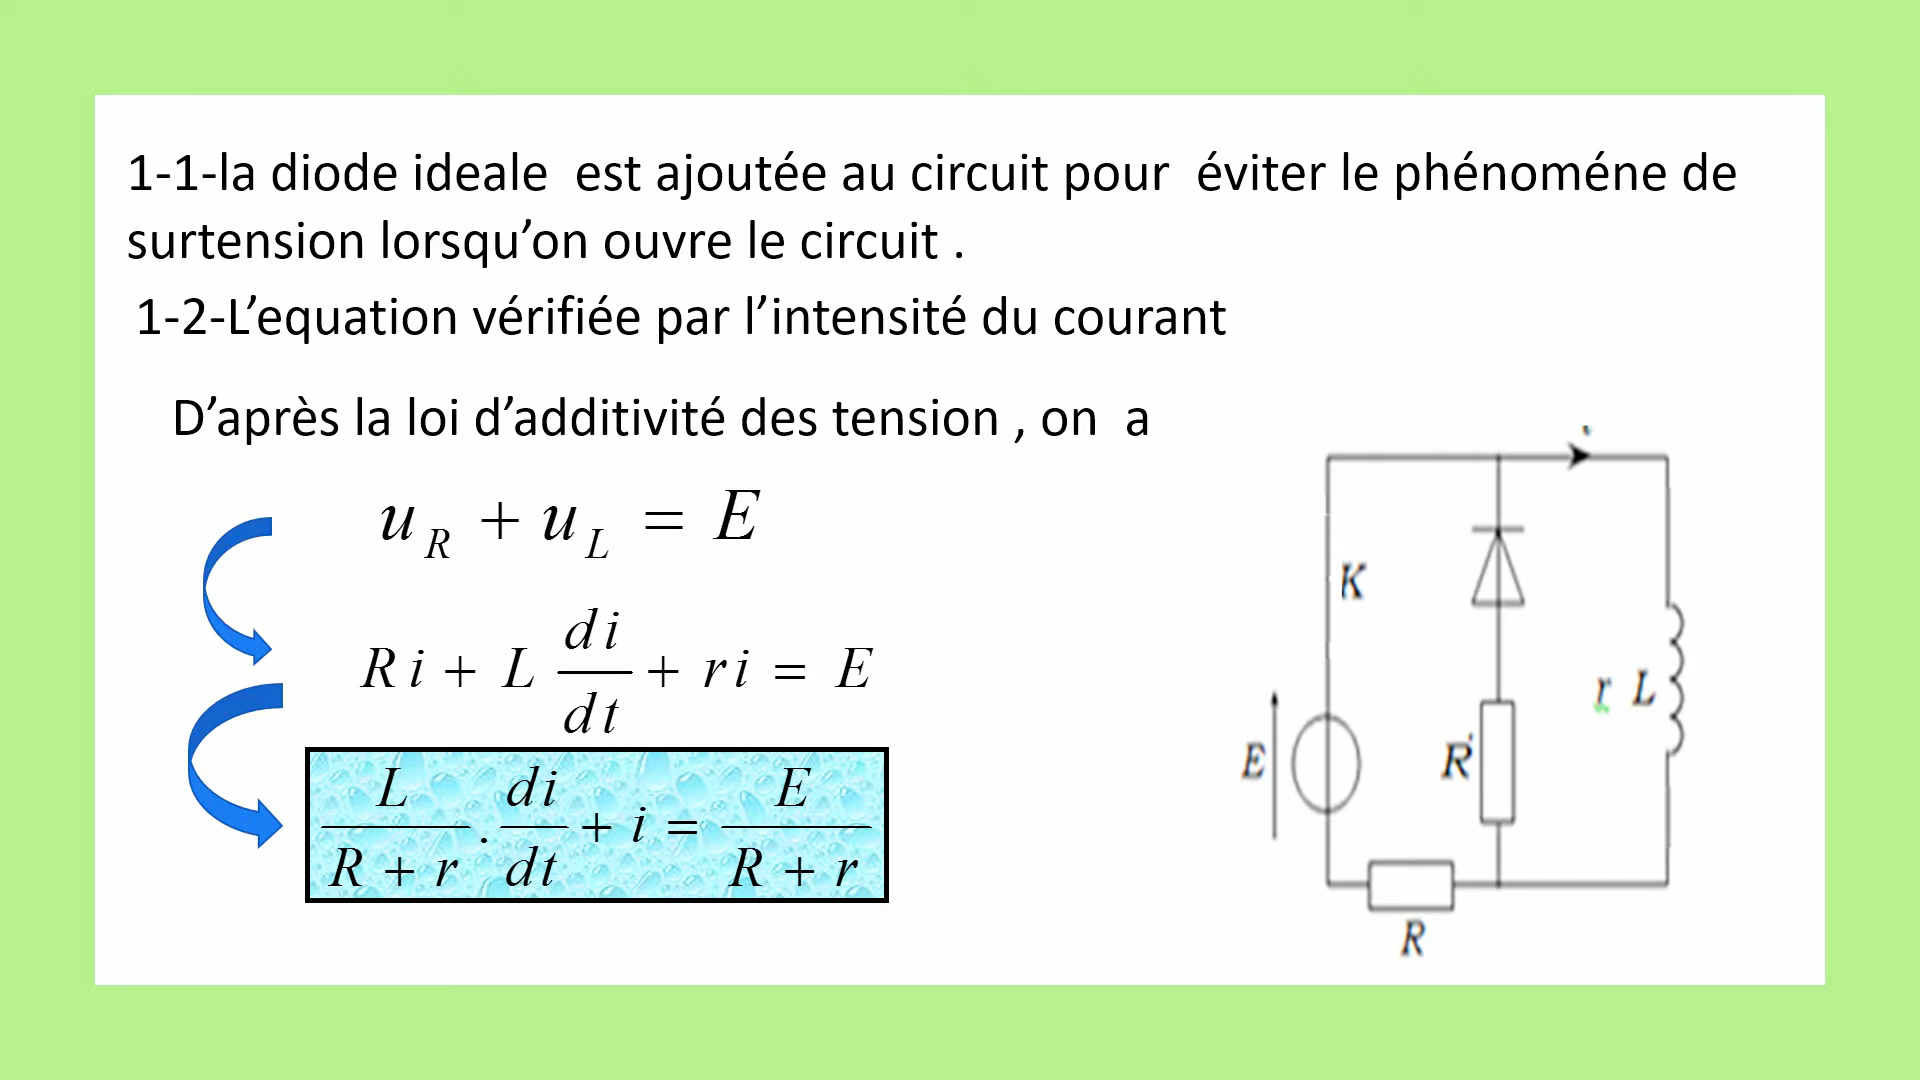 1-1-la diode ideale est ajoutée au circuit pour éviter le phénoméne de
surtension lorsqu’on ouvre le circuit .
1-2-L’equation vérifiée par l’intensité du courant
D’après la loi d’additivité des tension , on a
u_R + u_L = E
Ri + L di/dt + ri = E
L/(R + r) . di/dt + i = E/(R + r)
K
r L
E
R'
R